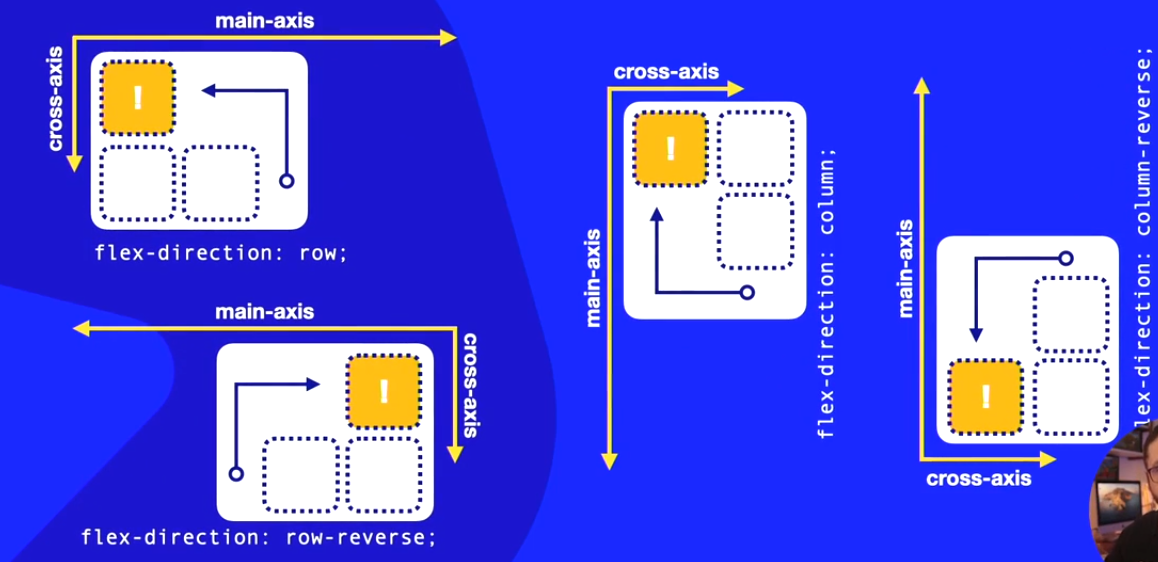 main-axis
cross-axis
!
flex-direction: row;
main-axis
cross-axis
!
flex-direction: row-reverse;
cross-axis
main-axis
!
flex-direction: column;
main-axis
!
cross-axis
lex-direction: column-reverse;